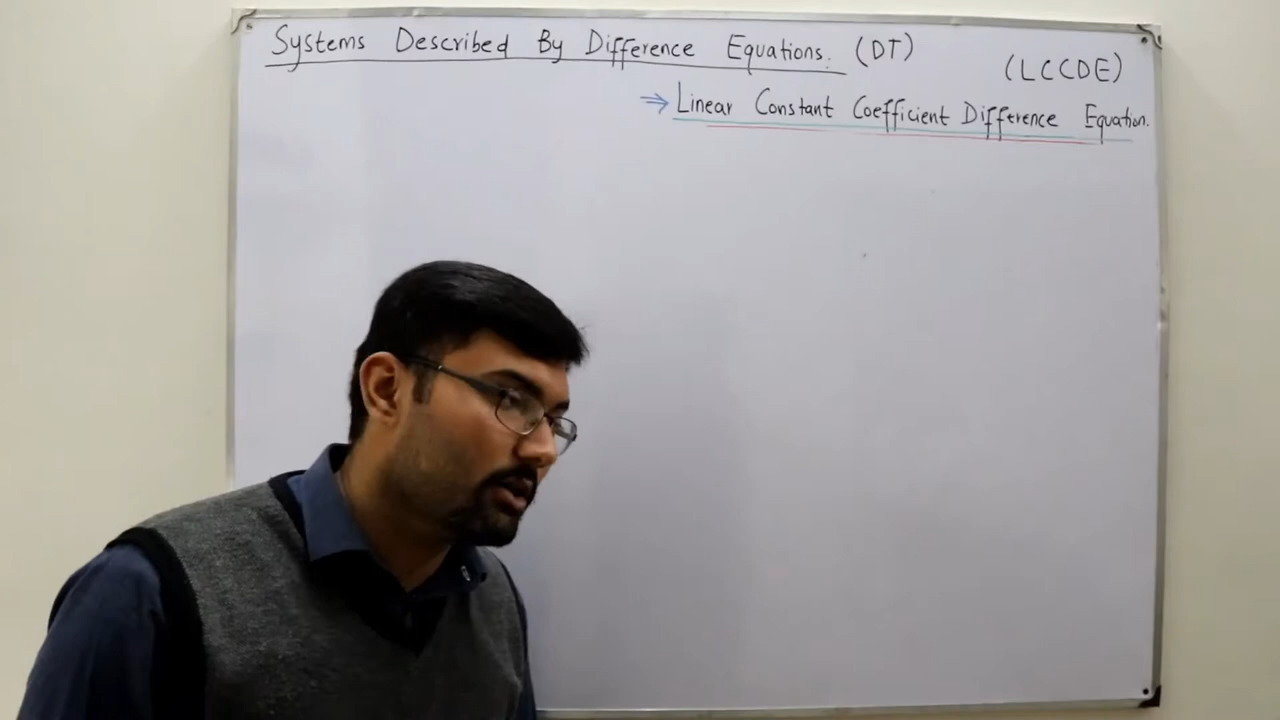 Systems Described By Difference Equations. (DT)
(LCCDE)
⇒ Linear Constant Coefficient Difference Equation.